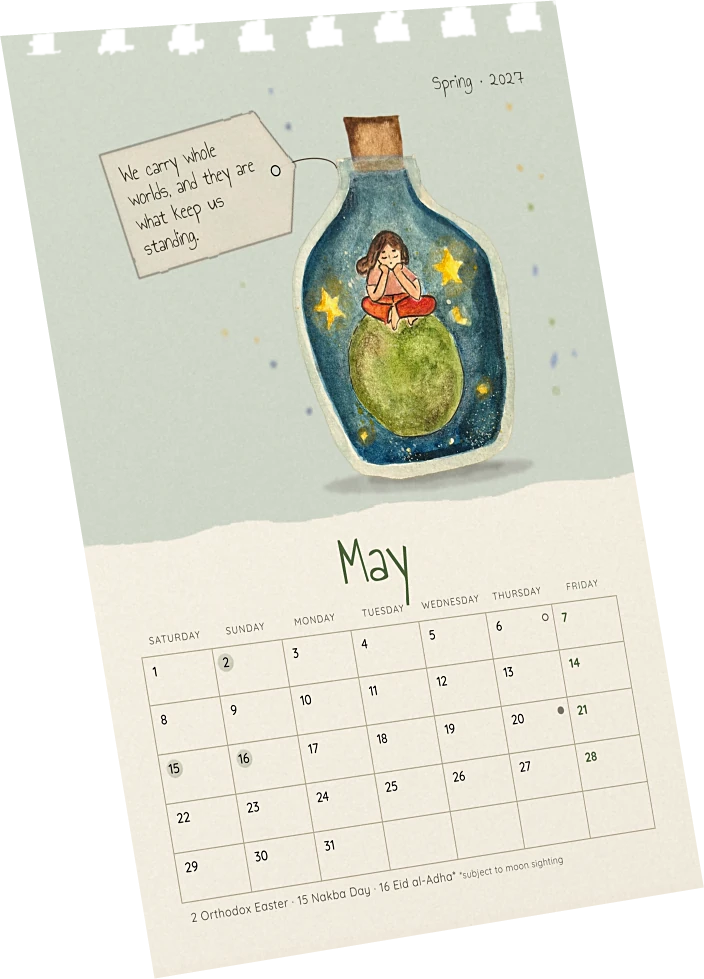 Spring · 2027
We carry whole
worlds, and they are
what keep us
standing.
May
SATURDAY SUNDAY MONDAY TUESDAY WEDNESDAY THURSDAY FRIDAY
1 2 3 4 5 6 7
8 9 10 11 12 13 14
15 16 17 18 19 20 21
22 23 24 25 26 27 28
29 30 31
2 Orthodox Easter · 15 Nakba Day · 16 Eid al-Adha* *subject to moon sighting